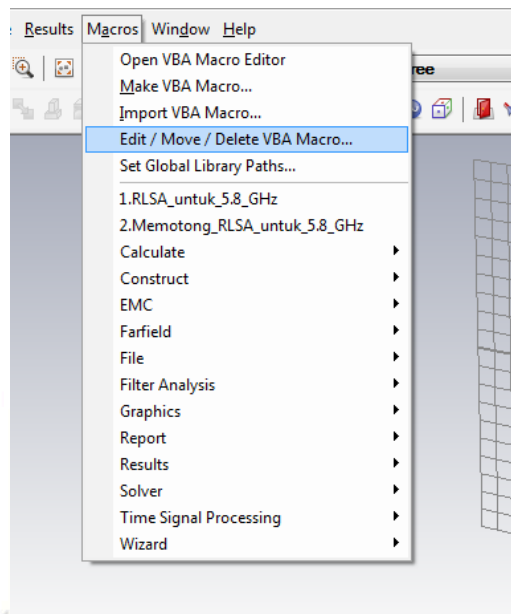 Results Macros Window Help
Open VBA Macro Editor
ree
Make VBA Macro...
Import VBA Macro...
Edit / Move / Delete VBA Macro...
Set Global Library Paths...
1.RLSA_untuk_5.8_GHz
2.Memotong_RLSA_untuk_5.8_GHz
Calculate
Construct
EMC
Farfield
File
Filter Analysis
Graphics
Report
Results
Solver
Time Signal Processing
Wizard